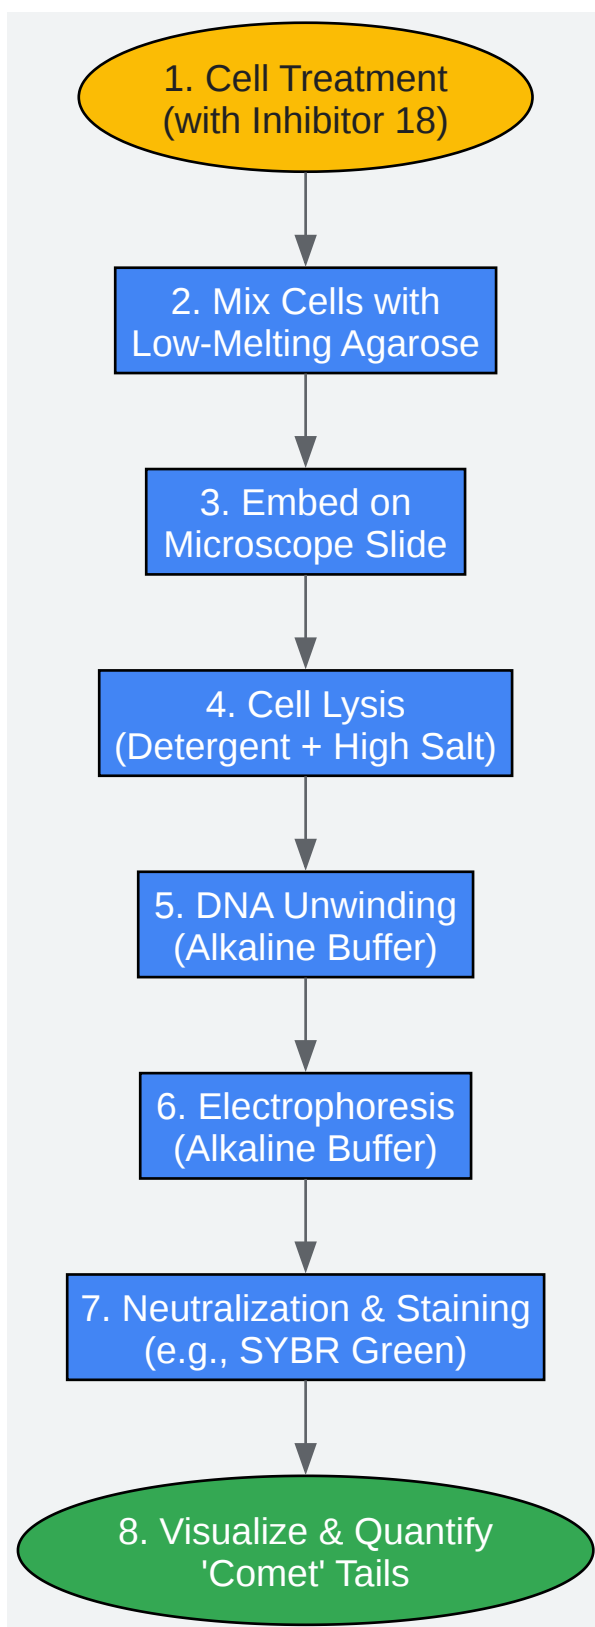 1. Cell Treatment
(with Inhibitor 18)
2. Mix Cells with
Low-Melting Agarose
3. Embed on
Microscope Slide
4. Cell Lysis
(Detergent + High Salt)
5. DNA Unwinding
(Alkaline Buffer)
6. Electrophoresis
(Alkaline Buffer)
7. Neutralization & Staining
(e.g., SYBR Green)
8. Visualize & Quantify
'Comet' Tails